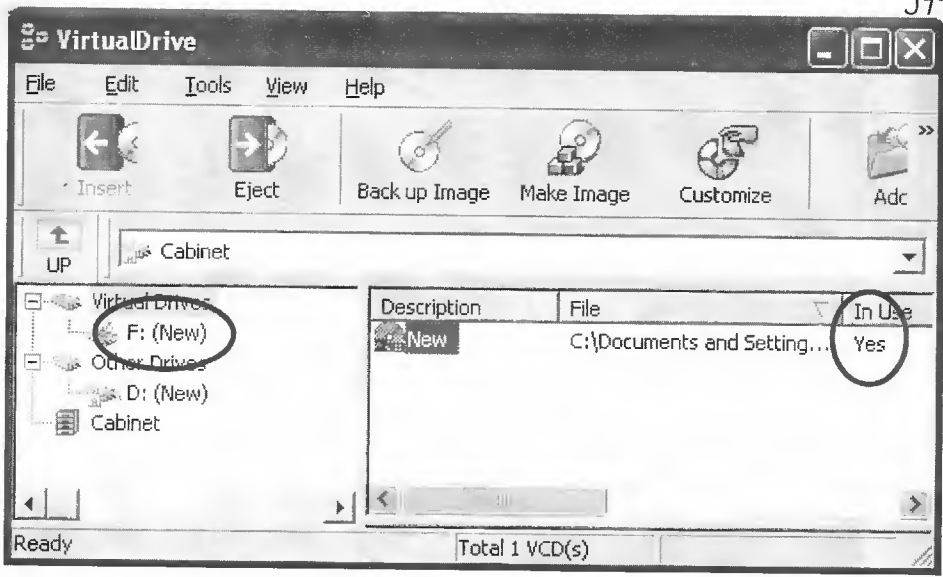 VirtualDrive
File Edit Tools View Help
Insert Eject Back up Image Make Image Customize Adc
UP Cabinet
Virtual Drives
F: (New)
Other Drives
D: (New)
Cabinet
Description File In Use
New C:\Documents and Setting... Yes
Ready Total 1 VCD(s)